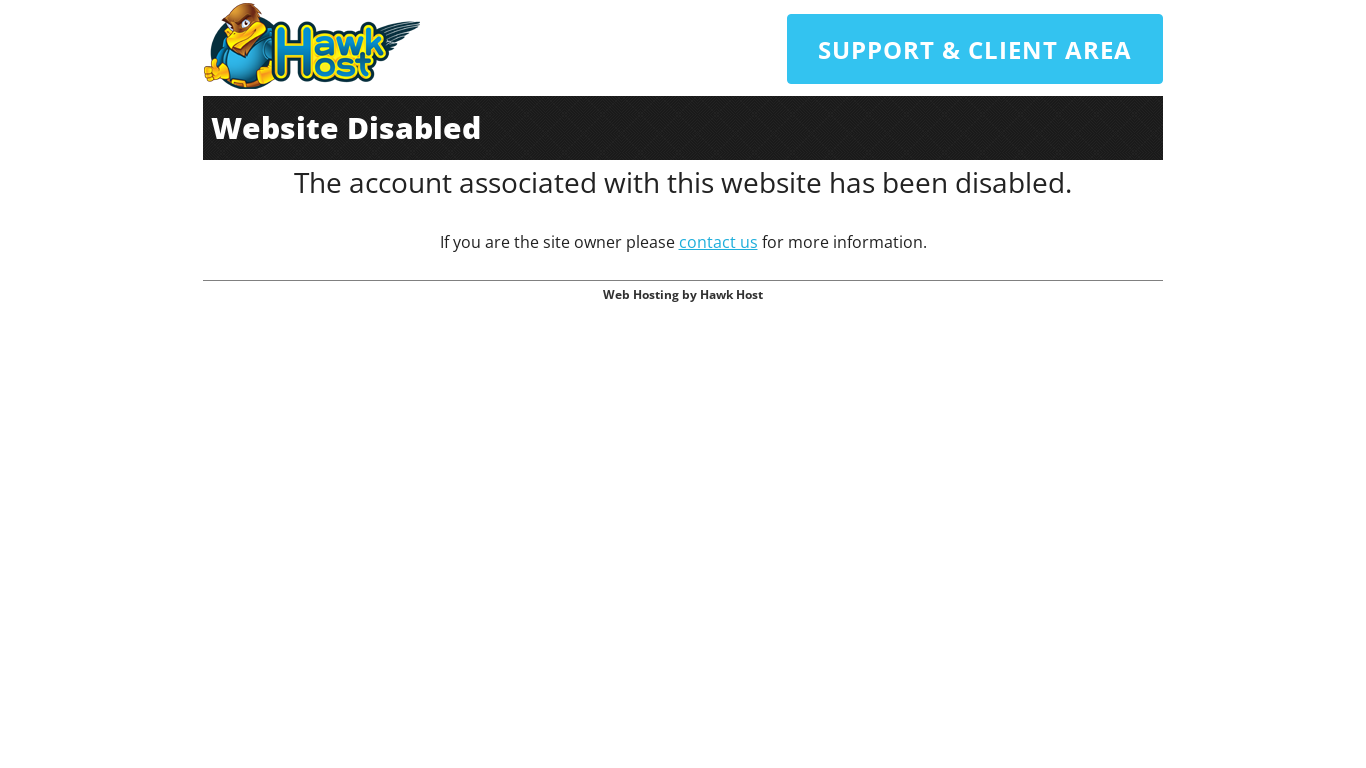 Hawk
Host
SUPPORT & CLIENT AREA
Website Disabled
The account associated with this website has been disabled.
If you are the site owner please contact us for more information.
Web Hosting by Hawk Host